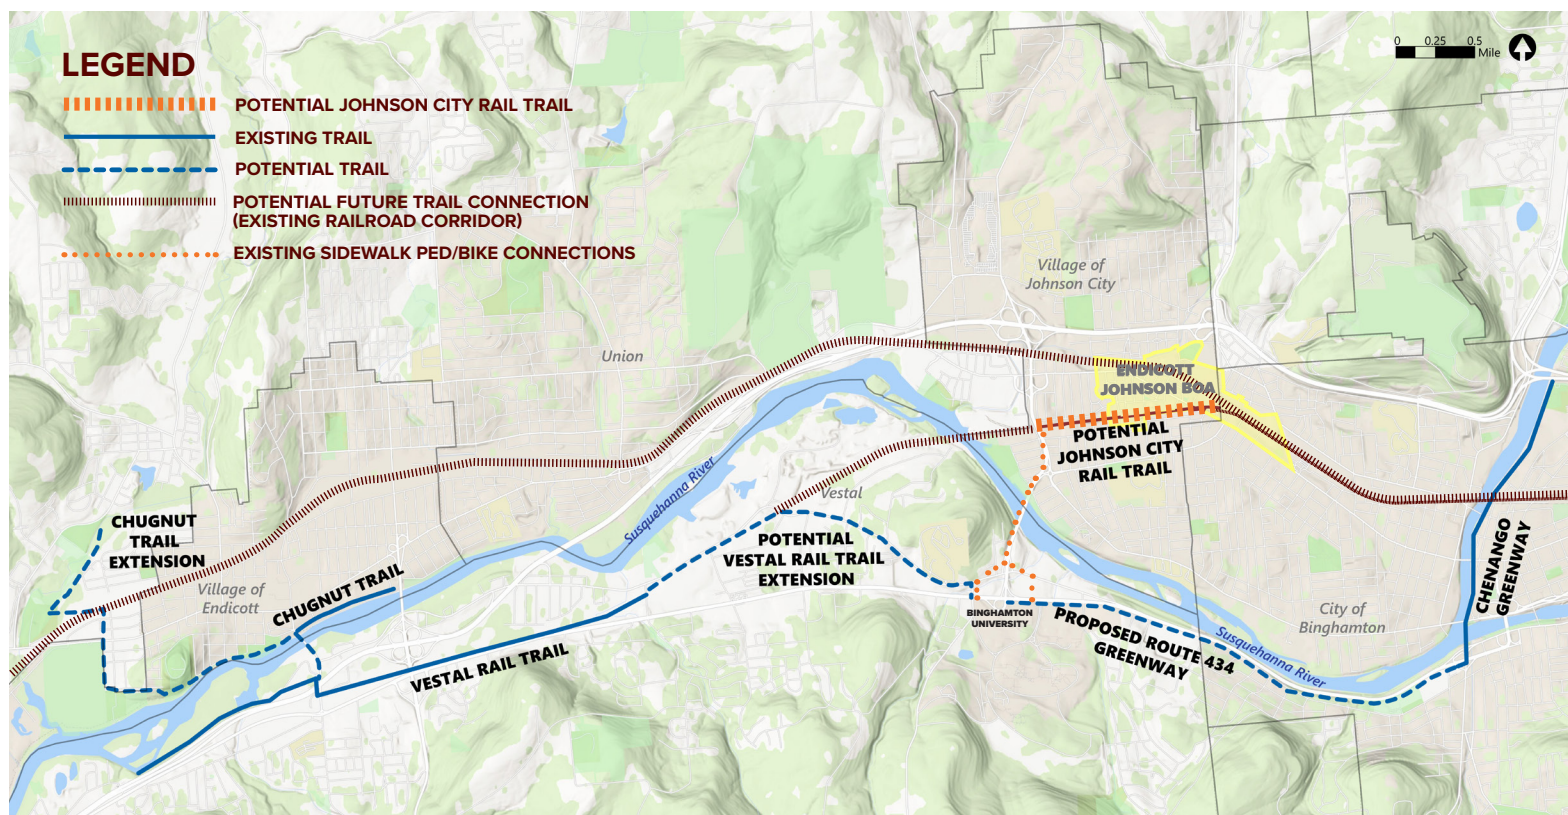 LEGEND
POTENTIAL JOHNSON CITY RAIL TRAIL
EXISTING TRAIL
POTENTIAL TRAIL
POTENTIAL FUTURE TRAIL CONNECTION
(EXISTING RAILROAD CORRIDOR)
EXISTING SIDEWALK PED/BIKE CONNECTIONS
0 0.25 0.5
Mile
Village of
Johnson City
Union
ENDICOTT
JOHNSON BOA
POTENTIAL
JOHNSON CITY
RAIL TRAIL
Susquehanna River
Vestal
CHUGNUT
TRAIL
EXTENSION
POTENTIAL
VESTAL RAIL TRAIL
EXTENSION
Village of
Endicott
CHUGNUT TRAIL
VESTAL RAIL TRAIL
BINGHAMTON
UNIVERSITY
PROPOSED ROUTE 434
GREENWAY
Susquehanna River
City of
Binghamton
CHENANGO
GREENWAY